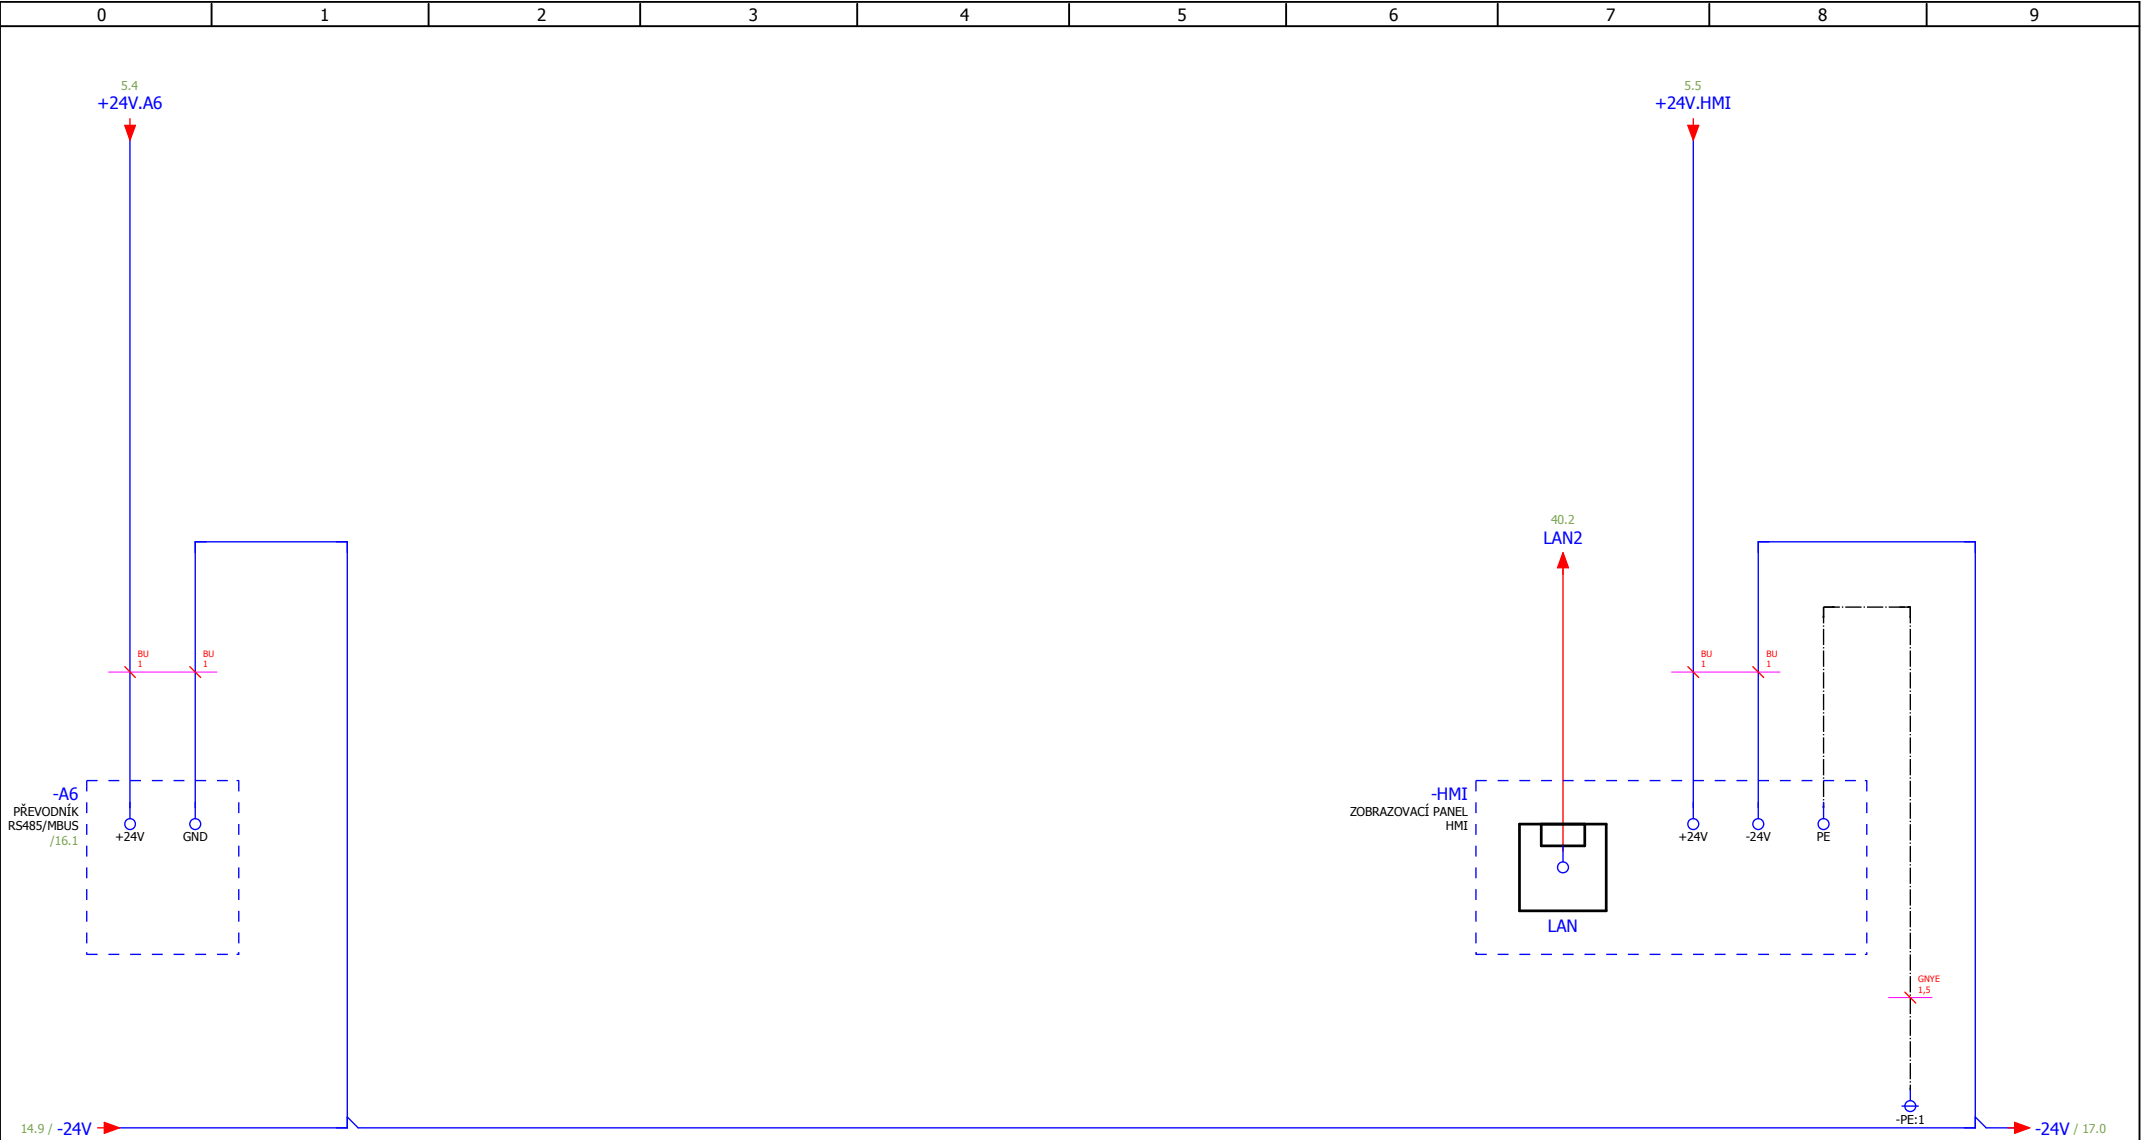 0 1 2 3 4 5 6 7 8 9
5.4
+24V.A6
5.5
+24V.HMI
40.2
LAN2
BU
1
BU
1
BU
1
BU
1
-A6
PŘEVODNÍK
RS485/MBUS
/16.1
+24V
GND
-HMI
ZOBRAZOVACÍ PANEL
HMI
+24V
-24V
PE
LAN
GNYE
1,5
-PE:1
14.9 / -24V
-24V / 17.0